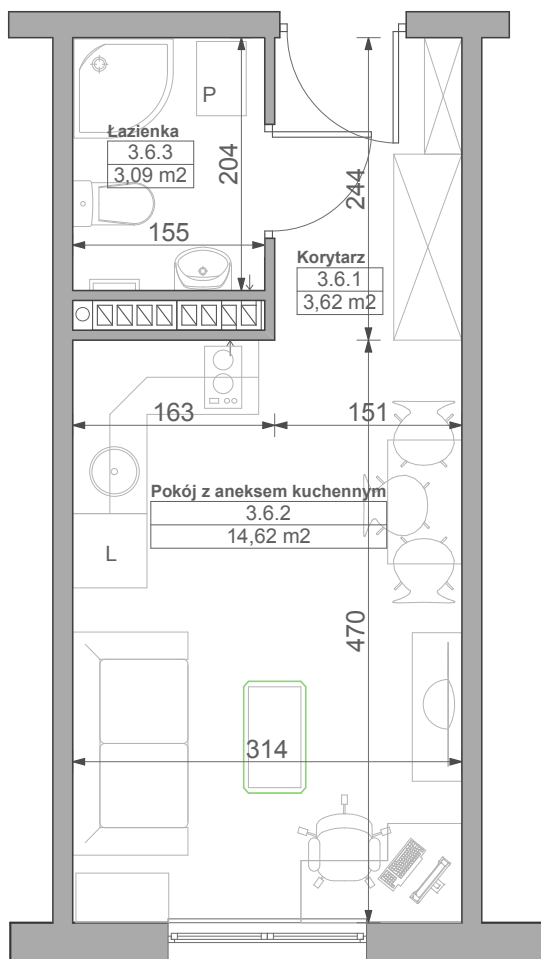 P
Łazienka
3.6.3
3,09 m2
204
155
244
Korytarz
3.6.1
3,62 m2
163
151
Pokój z aneksem kuchennym
3.6.2
14,62 m2
L
470
314